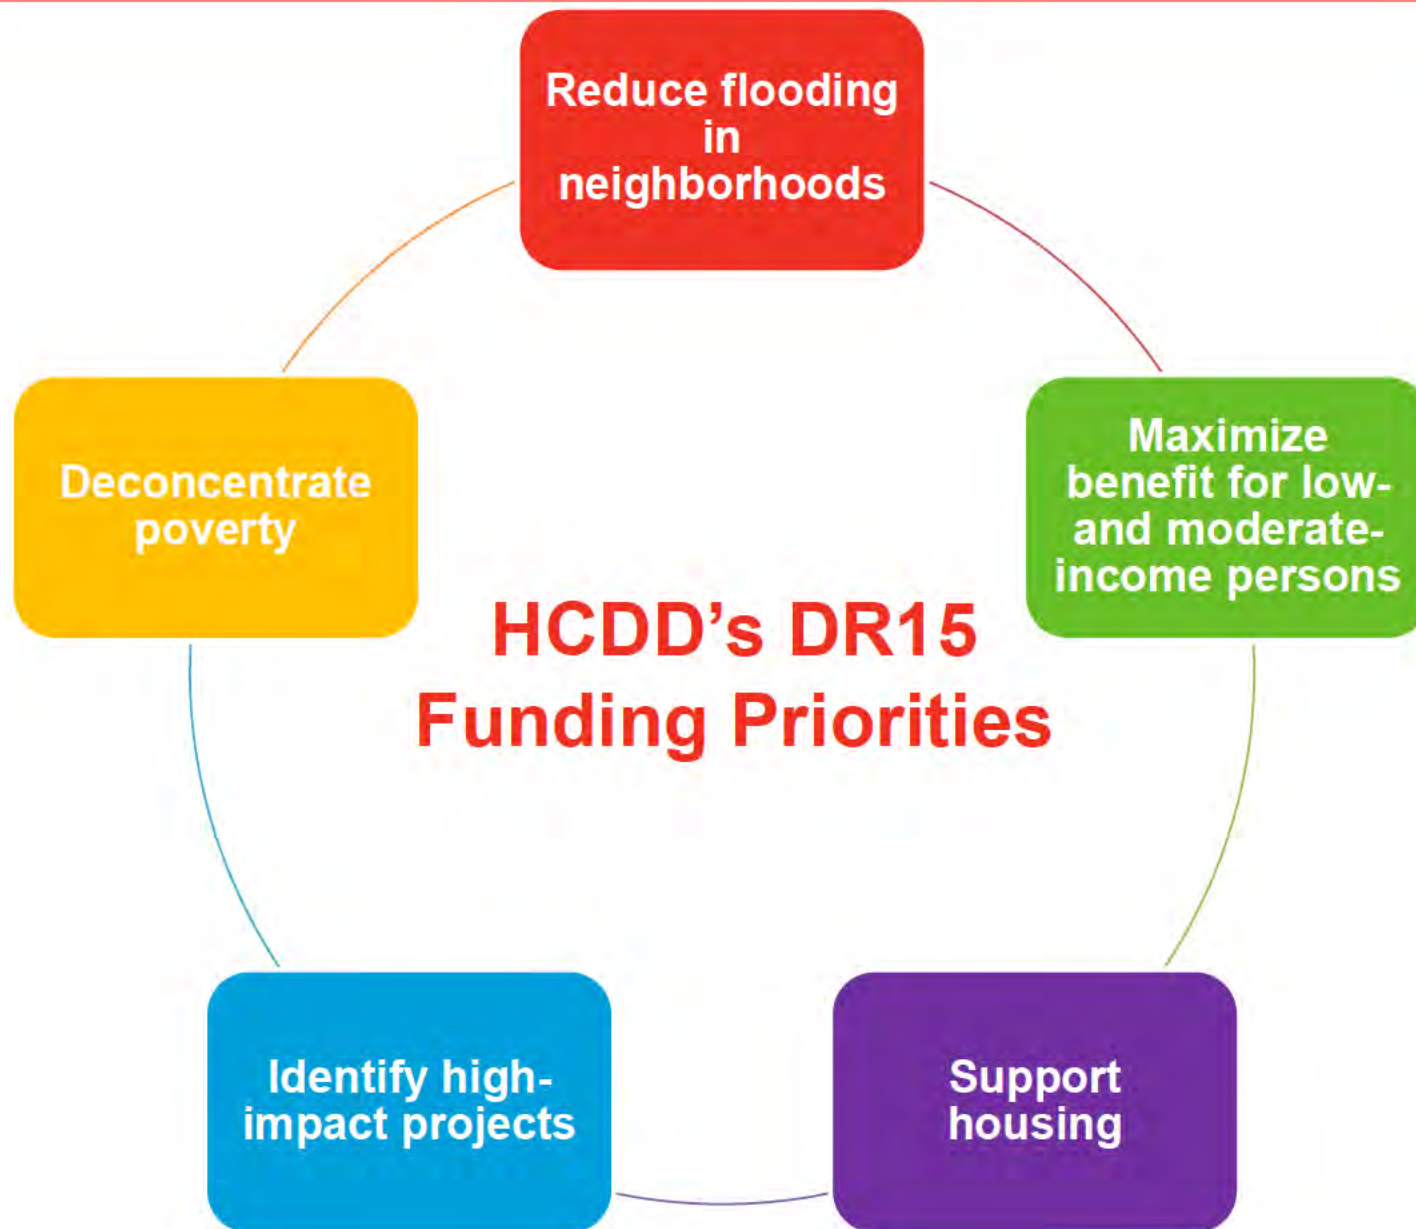 Reduce flooding
in
neighborhoods
Maximize
benefit for low-
and moderate-
income persons
Deconcentrate
poverty
HCDD’s DR15
Funding Priorities
Identify high-
impact projects
Support
housing